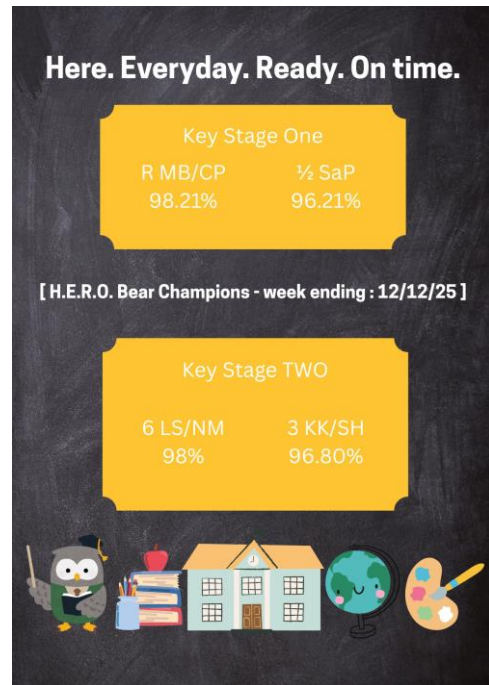 Here. Everyday. Ready. On time.
Key Stage One
R MB/CP ½ SaP
98.21% 96.21%
[ H.E.R.O. Bear Champions - week ending : 12/12/25 ]
Key Stage TWO
6 LS/NM 3 KK/SH
98% 96.80%